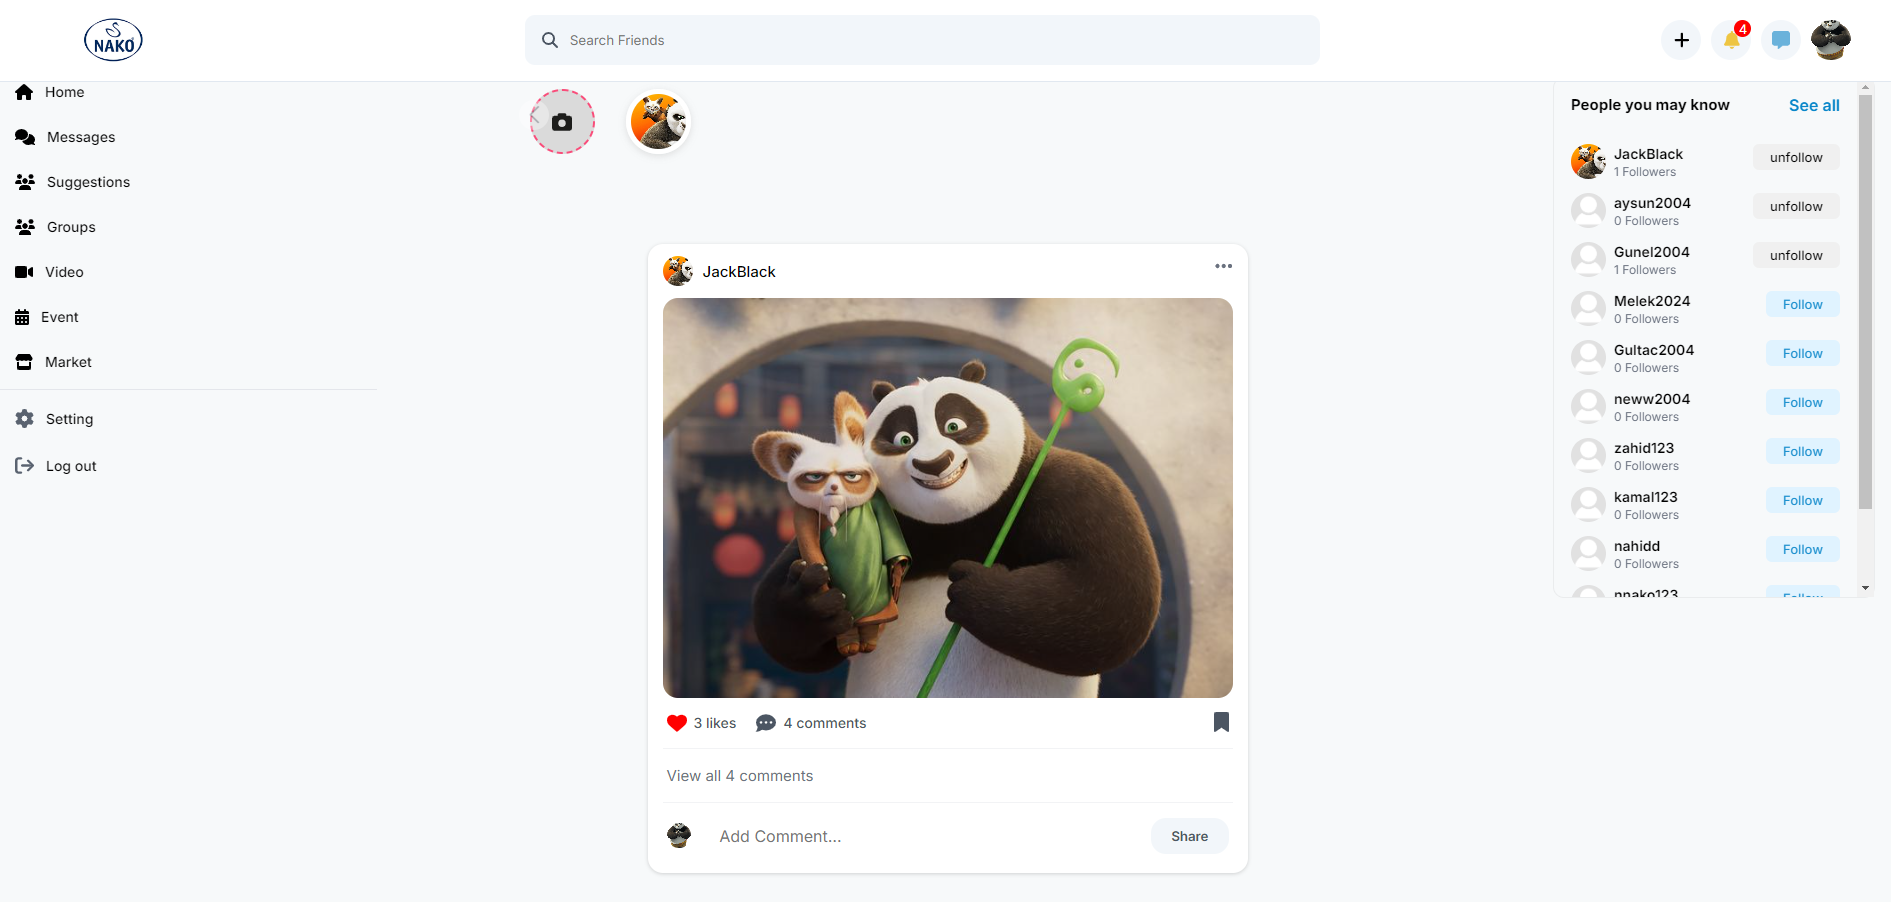 NAKO
Search Friends
4
Home
Messages
Suggestions
Groups
Video
Event
Market
Setting
Log out
JackBlack
3 likes
4 comments
View all 4 comments
Add Comment...
Share
People you may know
See all
JackBlack
1 Followers
unfollow
aysun2004
0 Followers
unfollow
Gunel2004
1 Followers
unfollow
Melek2024
0 Followers
Follow
Gultac2004
0 Followers
Follow
neww2004
0 Followers
Follow
zahid123
0 Followers
Follow
kamal123
0 Followers
Follow
nahidd
0 Followers
Follow
nnako123
Follow